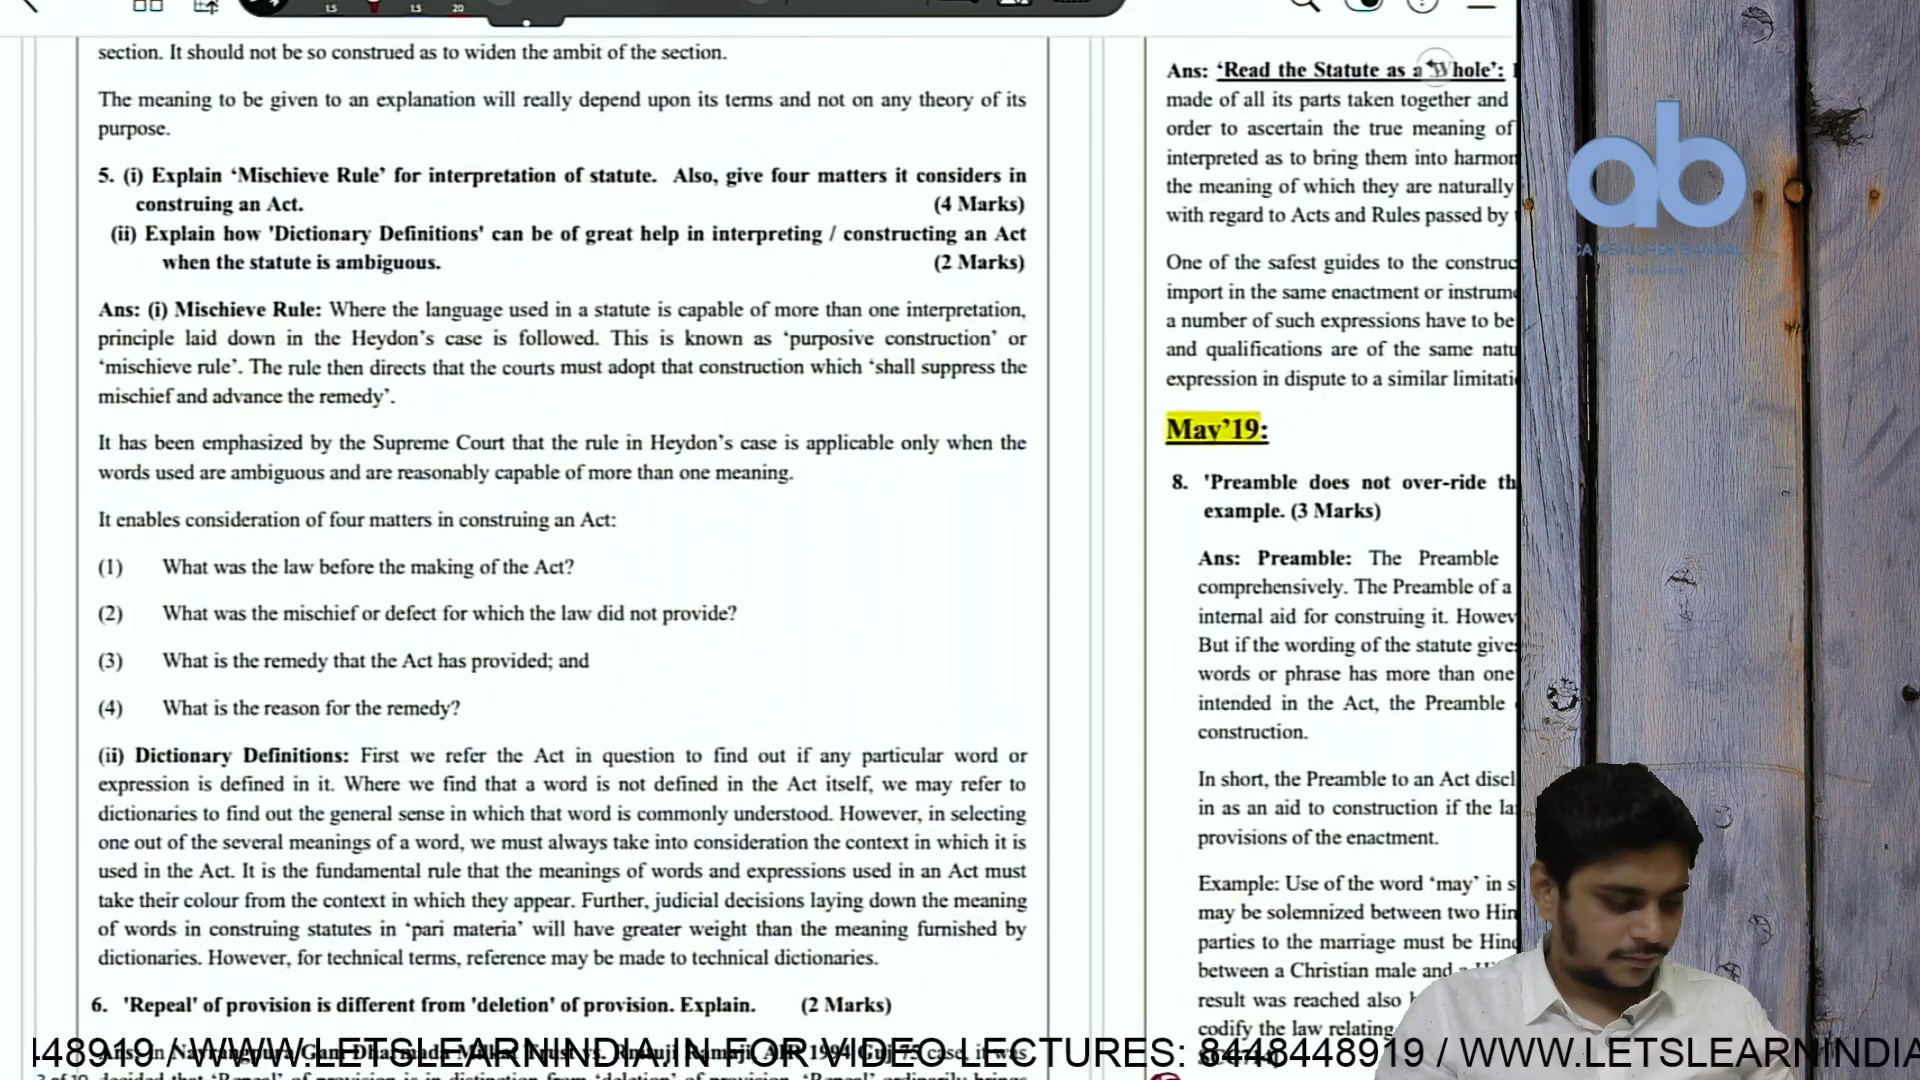 15
15
20
section. It should not be so construed as to widen the ambit of the section.
The meaning to be given to an explanation will really depend upon its terms and not on any theory of its
purpose.
5. (i) Explain ‘Mischieve Rule’ for interpretation of statute. Also, give four matters it considers in
construing an Act. (4 Marks)
(ii) Explain how 'Dictionary Definitions' can be of great help in interpreting / constructing an Act
when the statute is ambiguous. (2 Marks)
Ans: (i) Mischieve Rule: Where the language used in a statute is capable of more than one interpretation,
principle laid down in the Heydon’s case is followed. This is known as ‘purposive construction’ or
‘mischieve rule’. The rule then directs that the courts must adopt that construction which ‘shall suppress the
mischief and advance the remedy’.
It has been emphasized by the Supreme Court that the rule in Heydon’s case is applicable only when the
words used are ambiguous and are reasonably capable of more than one meaning.
It enables consideration of four matters in construing an Act:
(1) What was the law before the making of the Act?
(2) What was the mischief or defect for which the law did not provide?
(3) What is the remedy that the Act has provided; and
(4) What is the reason for the remedy?
(ii) Dictionary Definitions: First we refer the Act in question to find out if any particular word or
expression is defined in it. Where we find that a word is not defined in the Act itself, we may refer to
dictionaries to find out the general sense in which that word is commonly understood. However, in selecting
one out of the several meanings of a word, we must always take into consideration the context in which it is
used in the Act. It is the fundamental rule that the meanings of words and expressions used in an Act must
take their colour from the context in which they appear. Further, judicial decisions laying down the meaning
of words in construing statutes in ‘pari materia’ will have greater weight than the meaning furnished by
dictionaries. However, for technical terms, reference may be made to technical dictionaries.
6. 'Repeal' of provision is different from 'deletion' of provision. Explain. (2 Marks)
Ans: ‘Read the Statute as a Whole’:
made of all its parts taken together and
order to ascertain the true meaning of
interpreted as to bring them into
the meaning of which they are naturally
with regard to Acts and Rules passed by
One of the safest guides to the
import in the same enactment or
a number of such expressions have to be
and qualifications are of the same
expression in dispute to a similar
May’19:
8. 'Preamble does not over-ride
example. (3 Marks)
Ans: Preamble: The Preamble
comprehensively. The Preamble of a
internal aid for construing it.
But if the wording of the statute
words or phrase has more than one
intended in the Act, the Preamble
construction.
In short, the Preamble to an Act
in as an aid to construction if the
provisions of the enactment.
Example: Use of the word ‘may’ in
may be solemnized between two
parties to the marriage must be
between a Christian male and
result was reached also
codify the law relating
ab
CA ABHISHEK BANSAL
448919 / WWW.LETSLEARNINDIA.IN FOR VIDEO LECTURES: 8448448919 / WWW.LETSLEARNINDIA